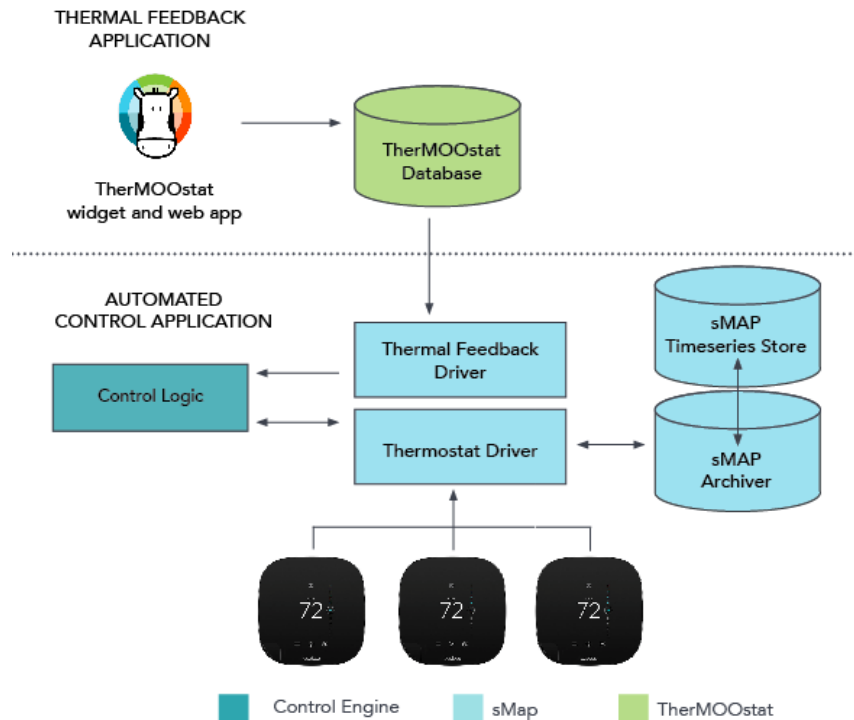 THERMAL FEEDBACK
APPLICATION
TherMOOstat
widget and web app
TherMOOstat
Database
AUTOMATED
CONTROL APPLICATION
Control Logic
Thermal Feedback
Driver
Thermostat Driver
sMAP
Timeseries Store
sMAP
Archiver
72
72
72
Control Engine
sMap
TherMOOstat